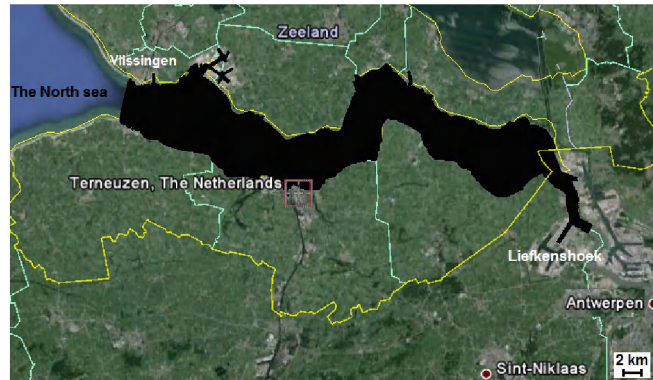 Zeeland
Vlissingen
The North sea
Terneuzen, The Netherlands
Liefkenshoek
Antwerpen
Sint-Niklaas
2 km